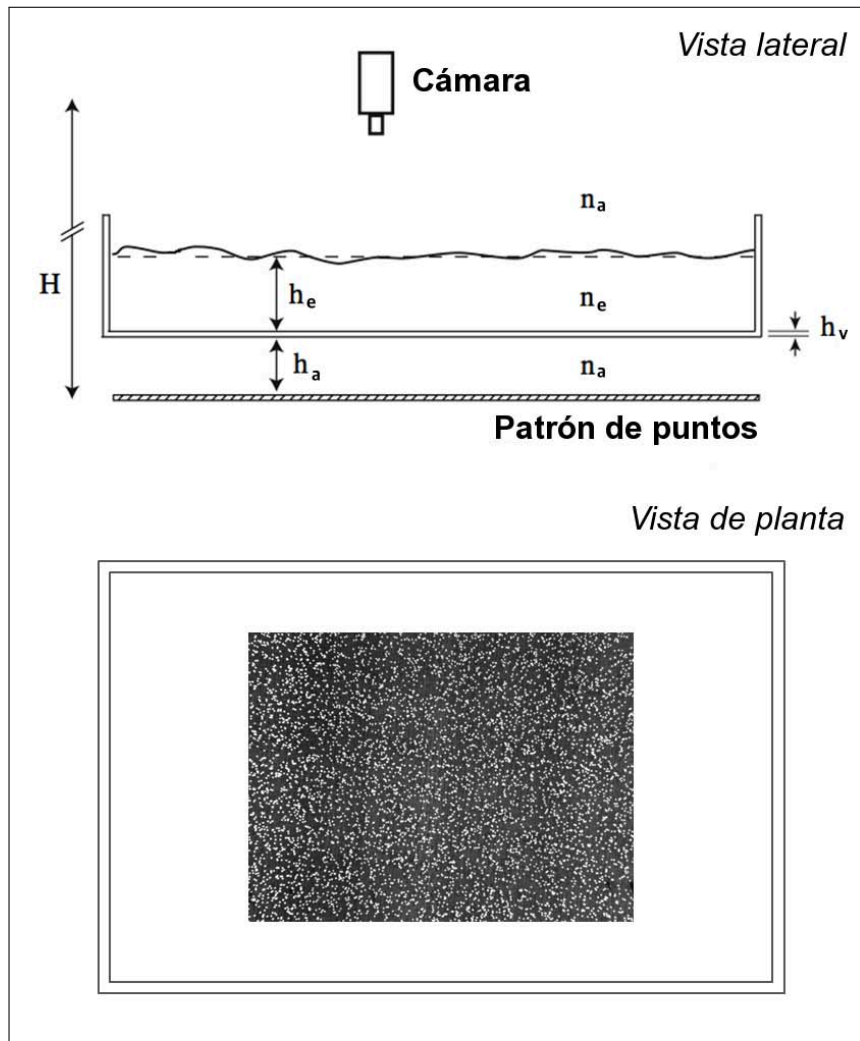 Vista lateral
Cámara
nₐ
H
hₑ
nₑ
hᵥ
hₐ
nₐ
Patrón de puntos
Vista de planta